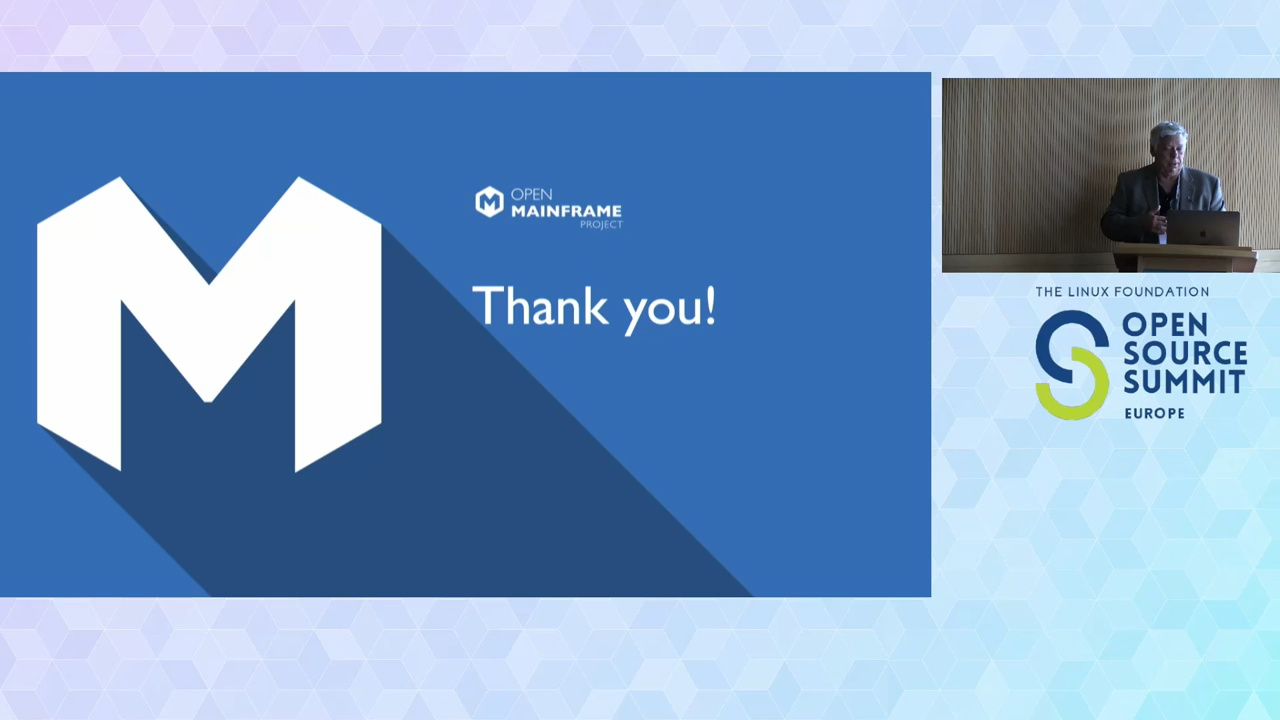 OPEN
MAINFRAME
PROJECT
Thank you!
THE LINUX FOUNDATION
OPEN
SOURCE
SUMMIT
EUROPE